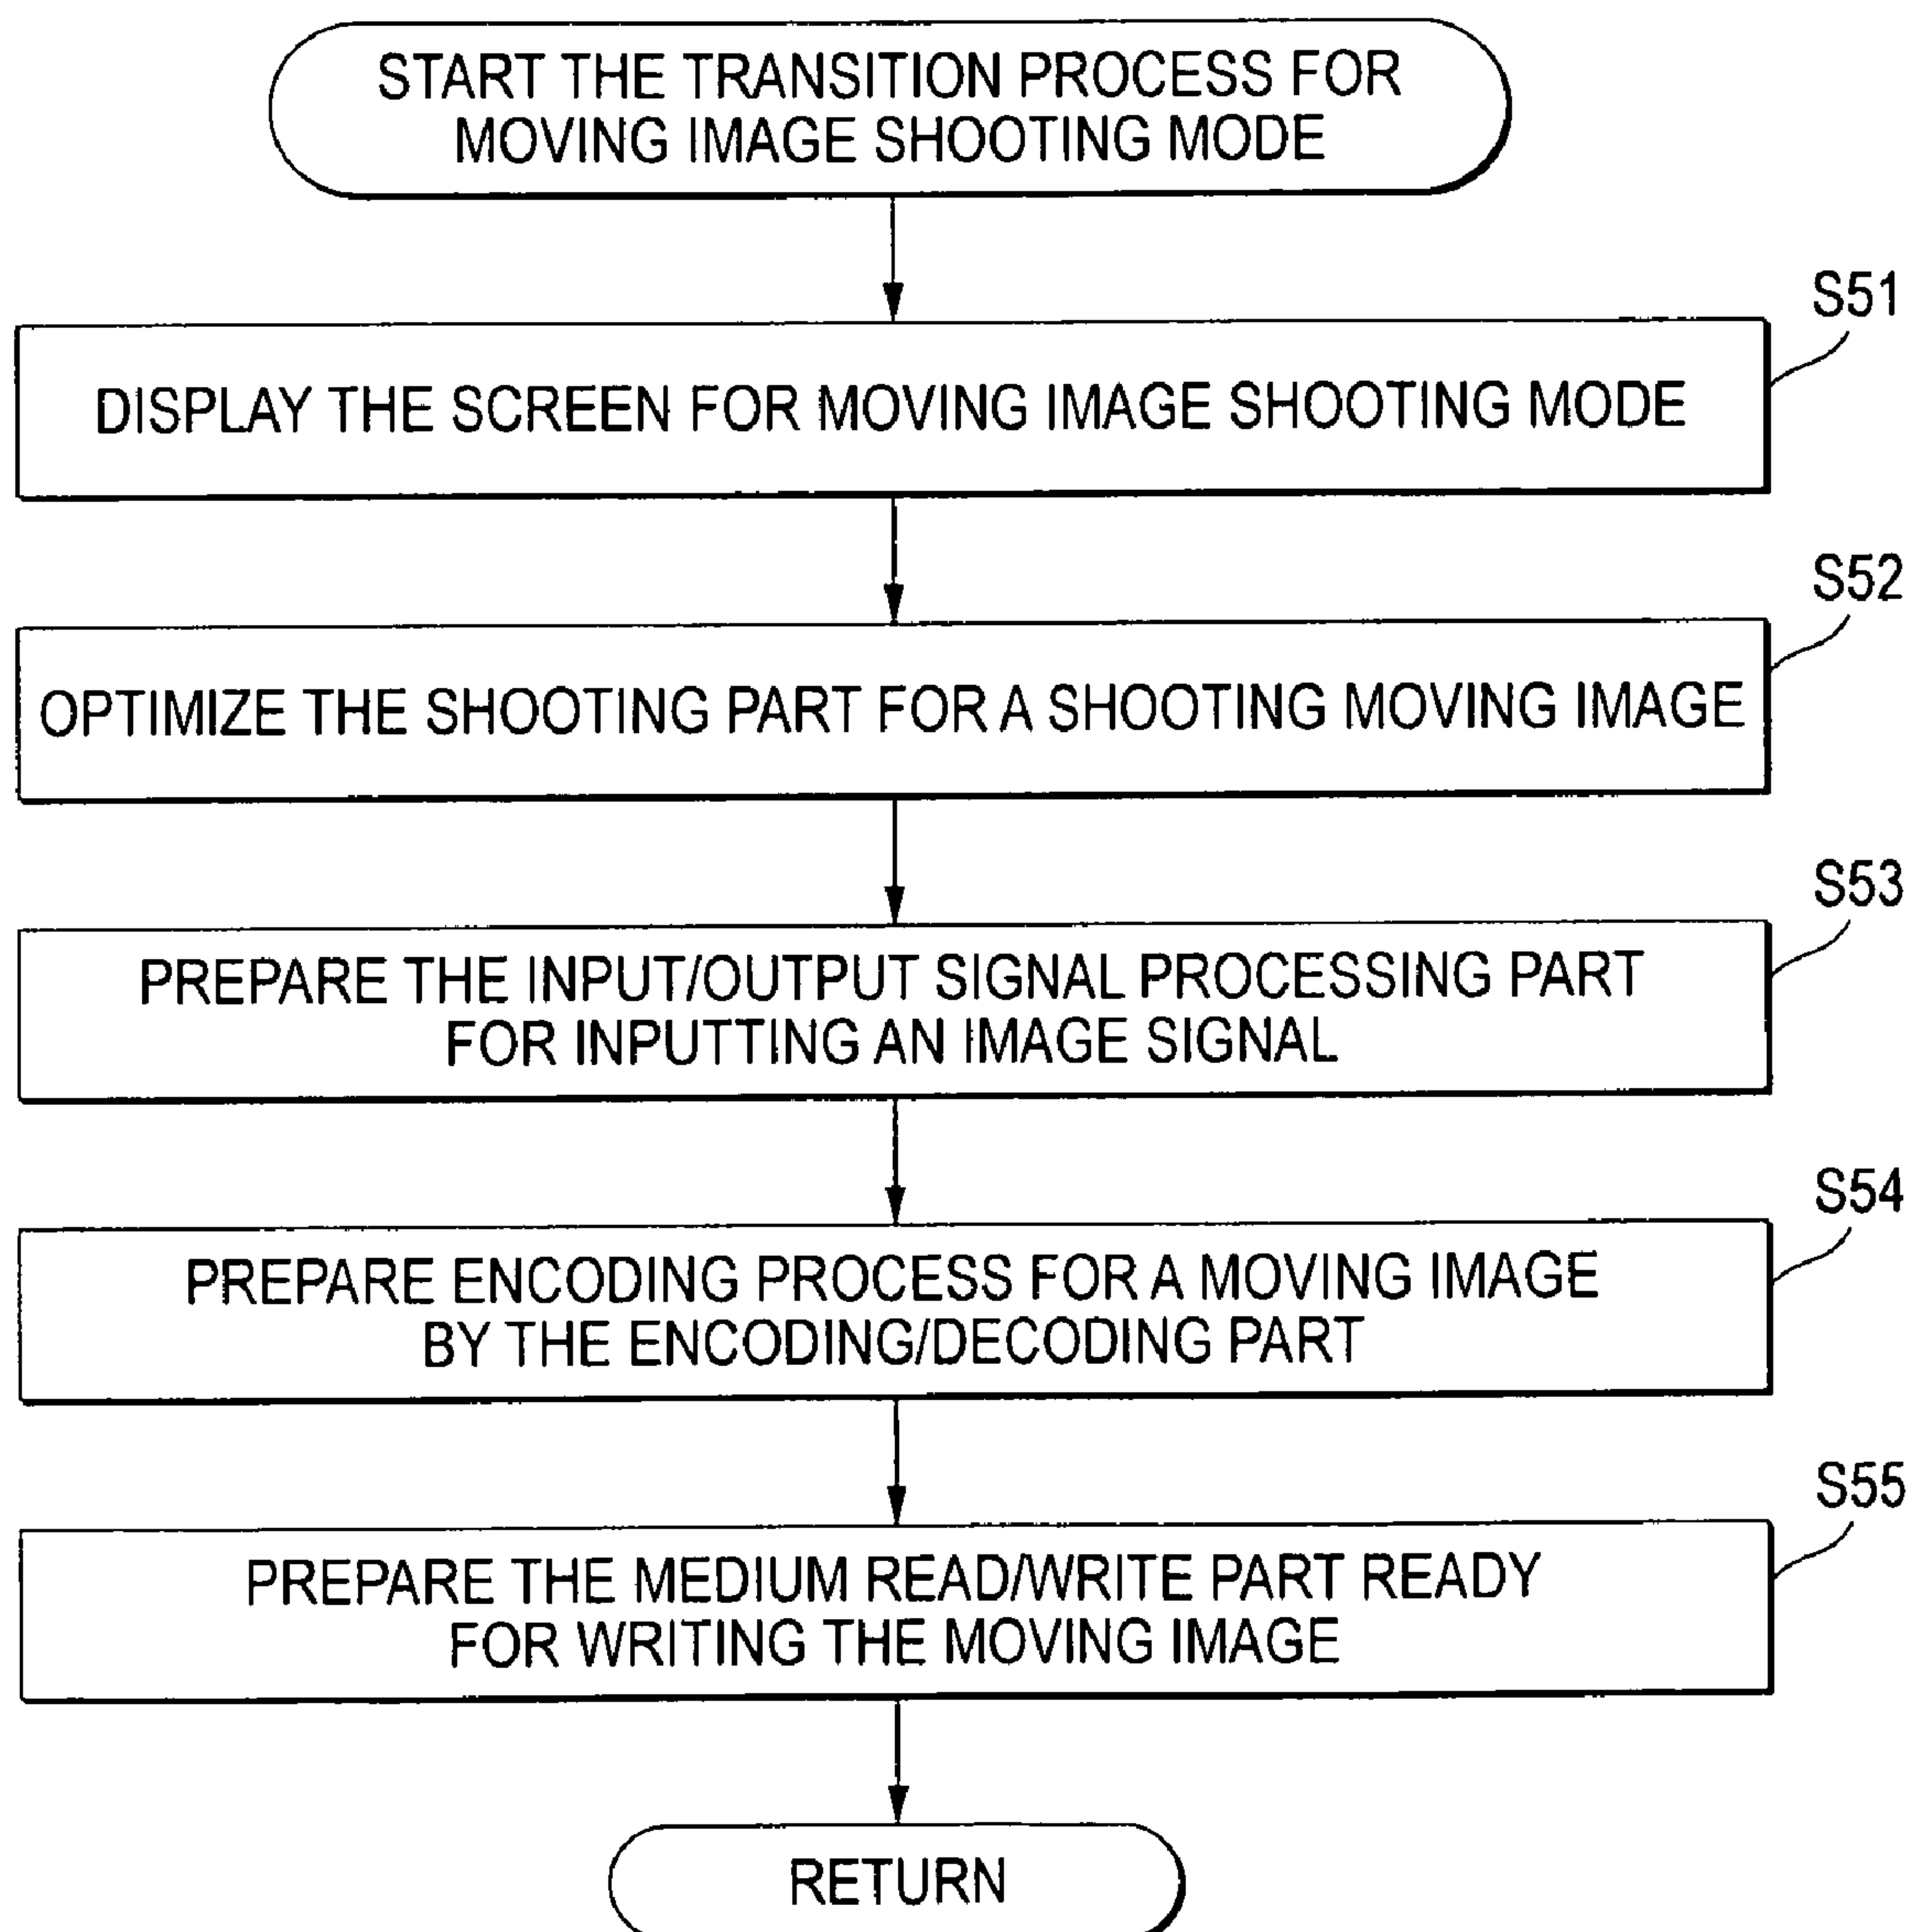 START THE TRANSITION PROCESS FOR
MOVING IMAGE SHOOTING MODE
S51
DISPLAY THE SCREEN FOR MOVING IMAGE SHOOTING MODE
S52
OPTIMIZE THE SHOOTING PART FOR A SHOOTING MOVING IMAGE
S53
PREPARE THE INPUT/OUTPUT SIGNAL PROCESSING PART
FOR INPUTTING AN IMAGE SIGNAL
S54
PREPARE ENCODING PROCESS FOR A MOVING IMAGE
BY THE ENCODING/DECODING PART
S55
PREPARE THE MEDIUM READ/WRITE PART READY
FOR WRITING THE MOVING IMAGE
RETURN